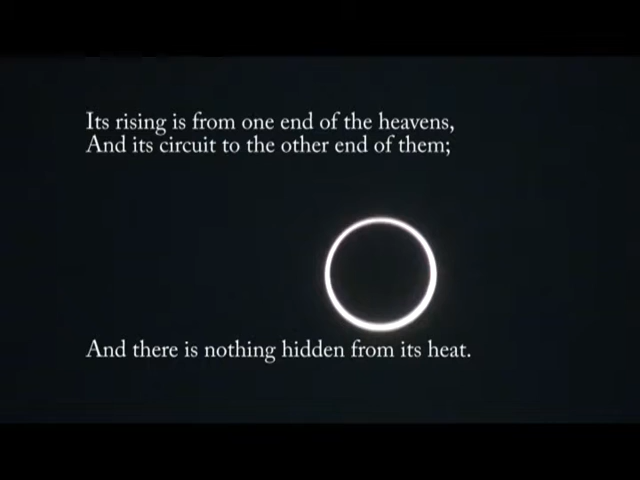 Its rising is from one end of the heavens,
And its circuit to the other end of them;
And there is nothing hidden from its heat.